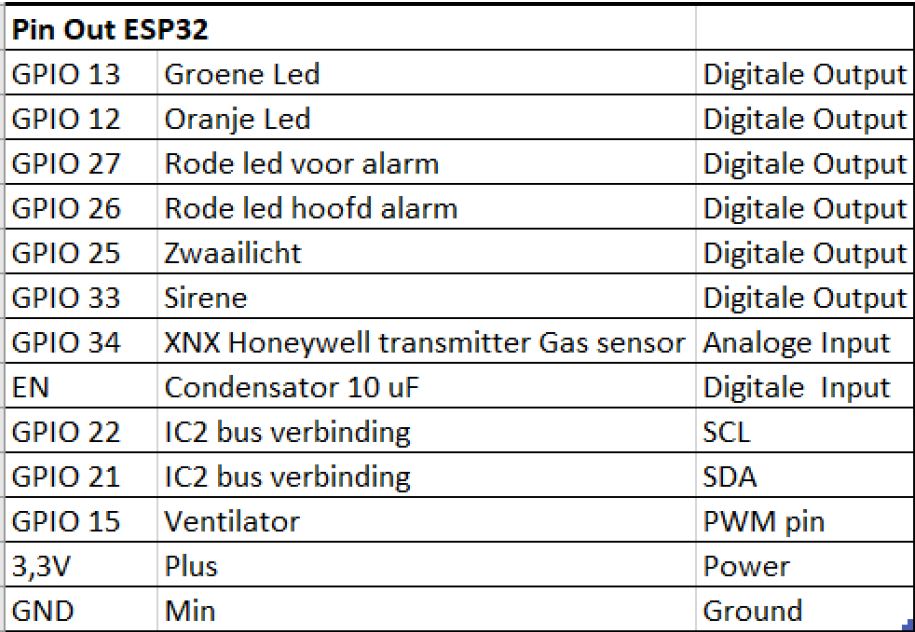 Pin Out ESP32
GPIO 13 Groene Led Digitale Output
GPIO 12 Oranje Led Digitale Output
GPIO 27 Rode led voor alarm Digitale Output
GPIO 26 Rode led hoofd alarm Digitale Output
GPIO 25 Zwaailicht Digitale Output
GPIO 33 Sirene Digitale Output
GPIO 34 XNX Honeywell transmitter Gas sensor Analoge Input
EN Condensator 10 uF Digitale Input
GPIO 22 IC2 bus verbinding SCL
GPIO 21 IC2 bus verbinding SDA
GPIO 15 Ventilator PWM pin
3,3V Plus Power
GND Min Ground